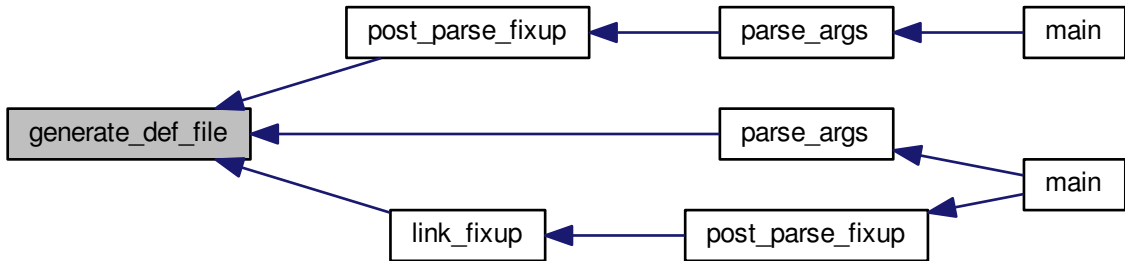 post_parse_fixup
parse_args
main
generate_def_file
parse_args
main
link_fixup
post_parse_fixup